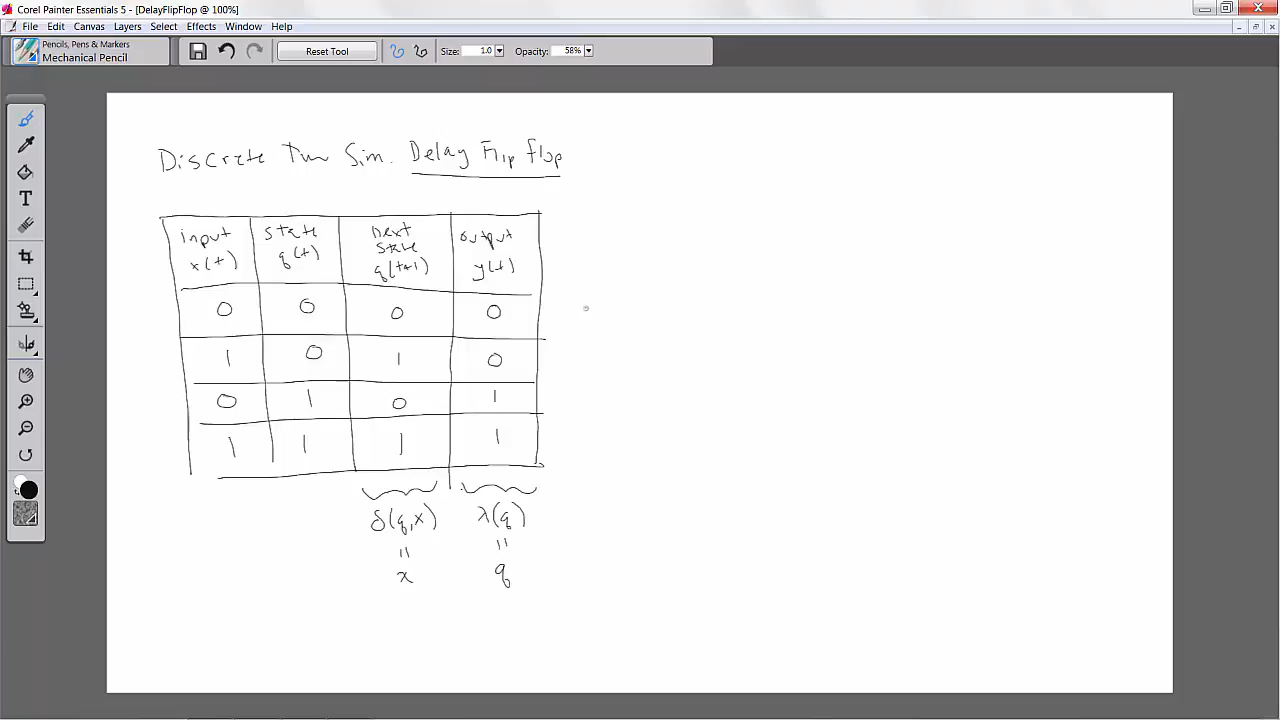 Corel Painter Essentials 5 - [DelayFlipFlop @ 100%]
File Edit Canvas Layers Select Effects Window Help
Pencils, Pens & Markers
Mechanical Pencil
Reset Tool
Size: 1.0
Opacity: 58%
Discrete Sim. Delay Flip flop
input x(t) state q(t) next state q(t+1) output y(t)
0 0 0 0
1 0 1 0
0 1 0 1
1 1 1 1
δ(q,x) λ(q)
= =
x q